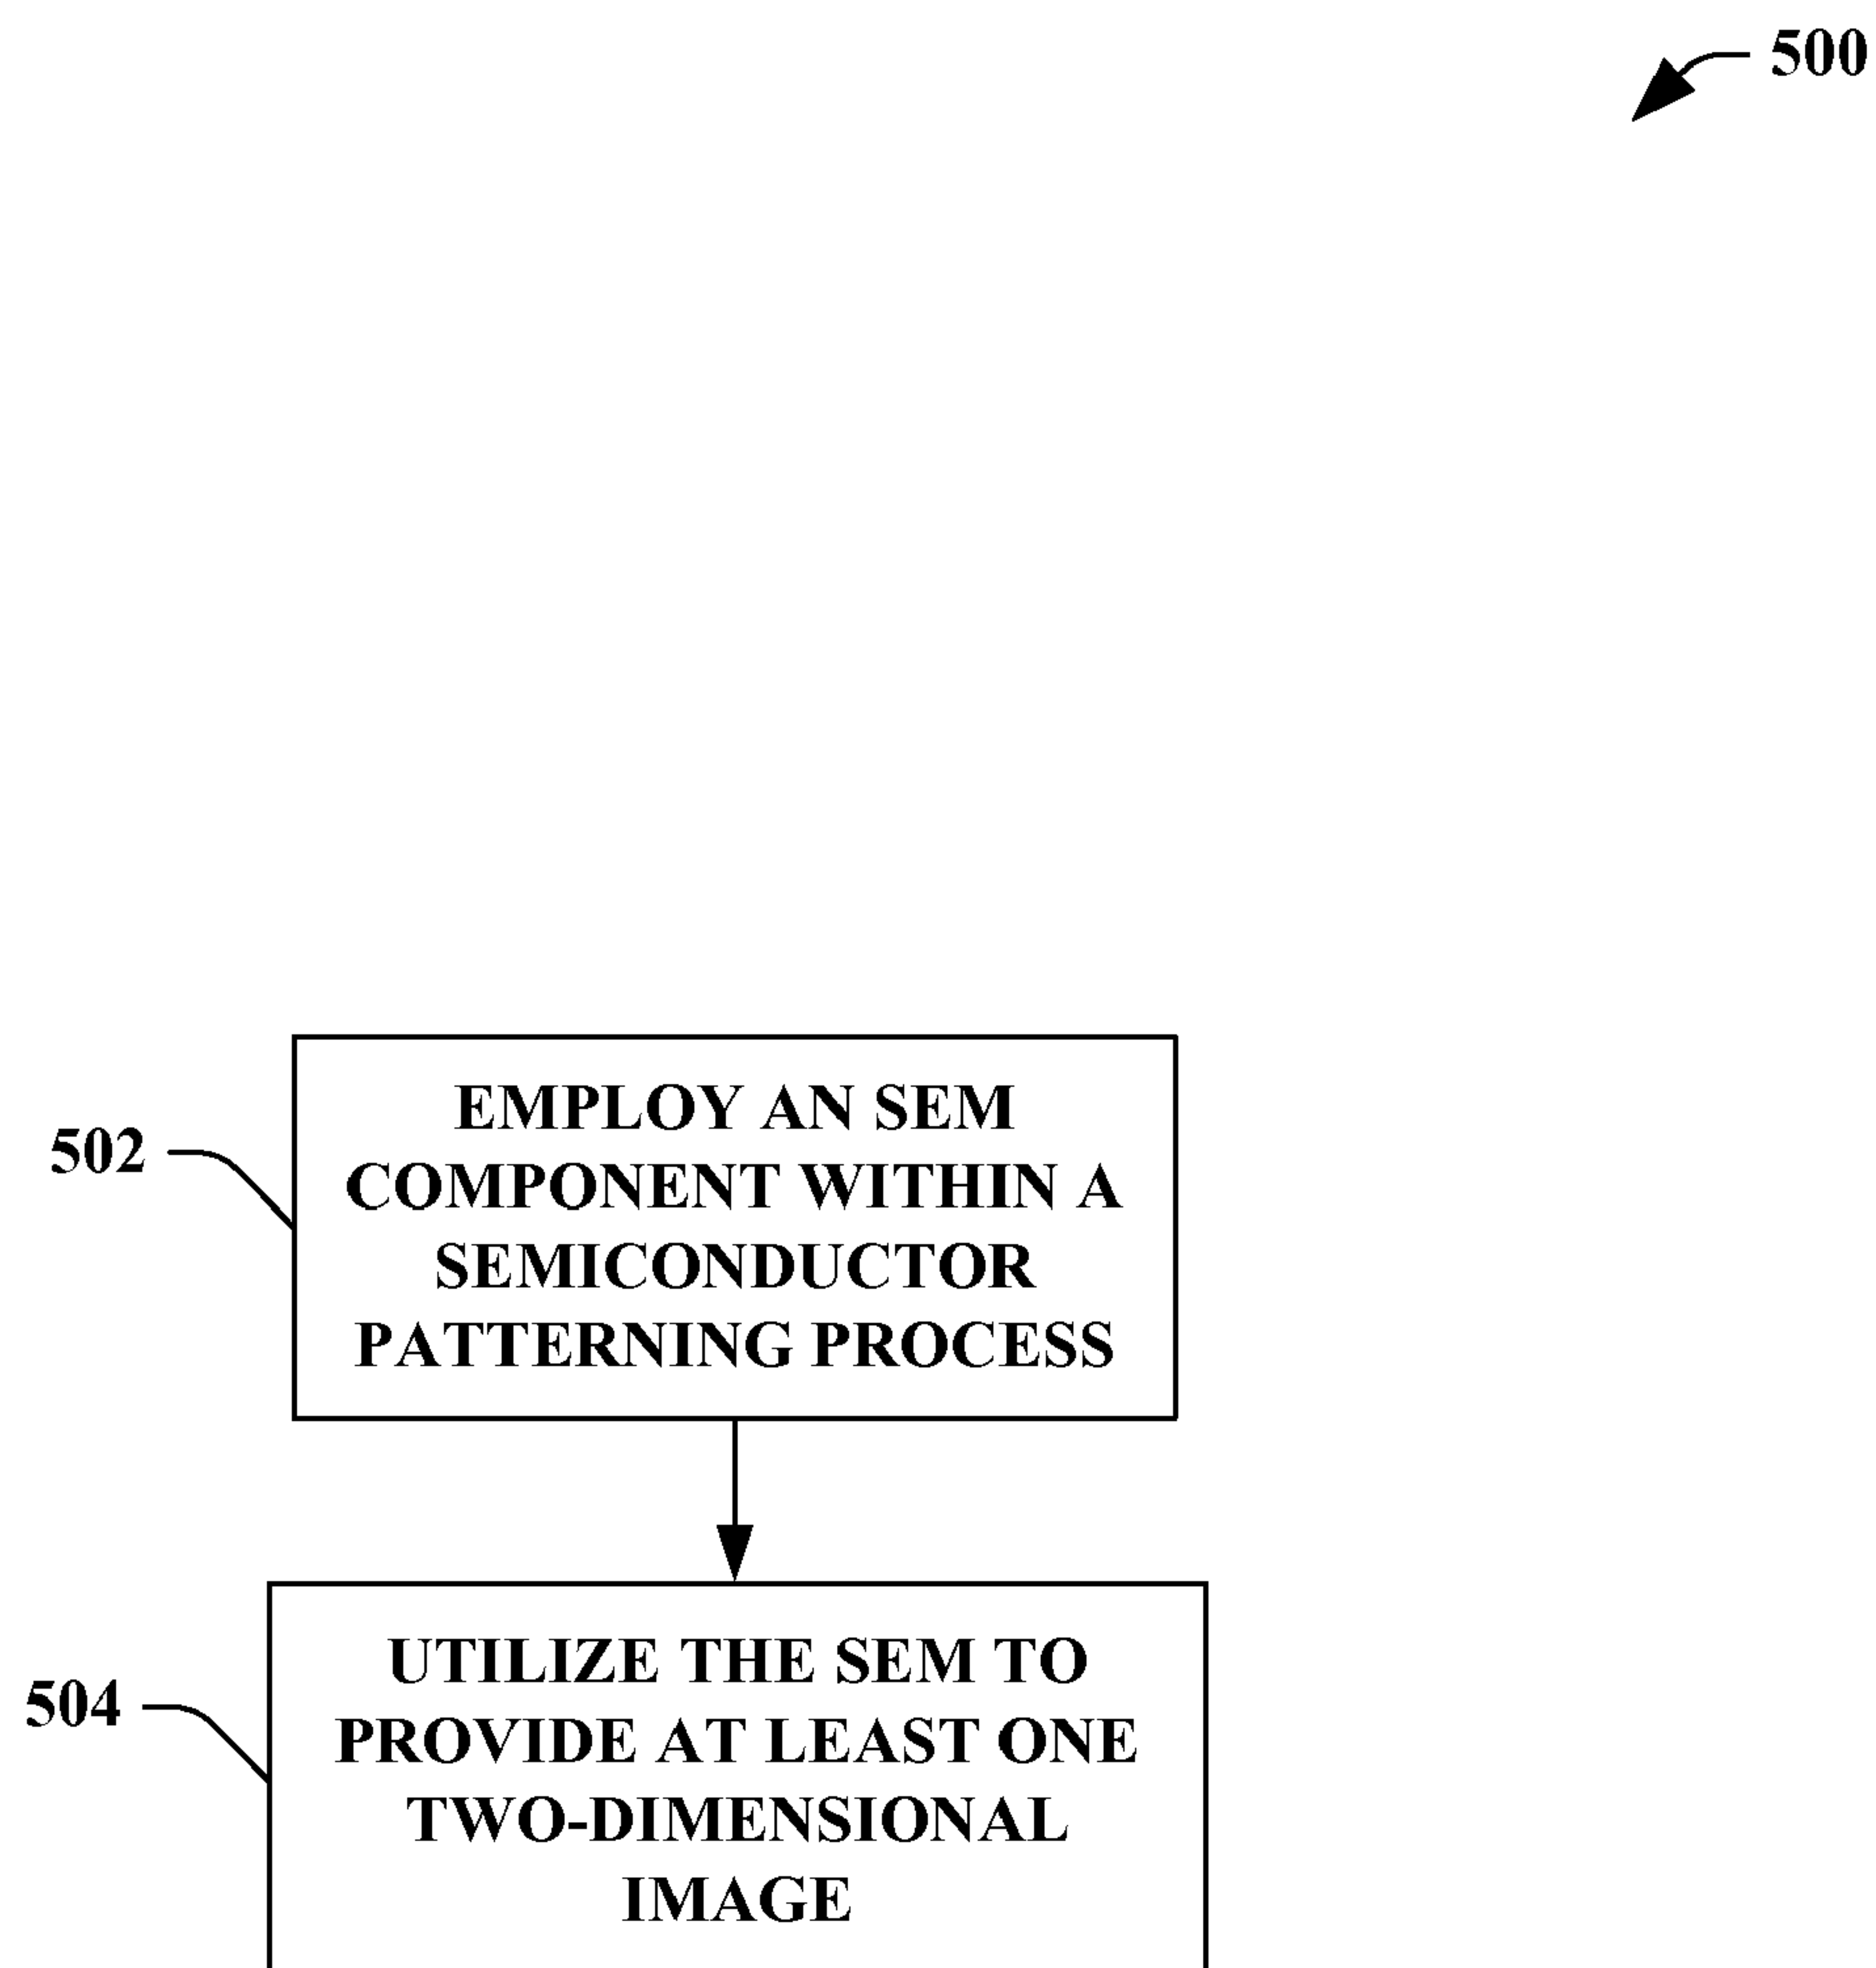 500
502
EMPLOY AN SEM
COMPONENT WITHIN A
SEMICONDUCTOR
PATTERNING PROCESS
504
UTILIZE THE SEM TO
PROVIDE AT LEAST ONE
TWO-DIMENSIONAL
IMAGE